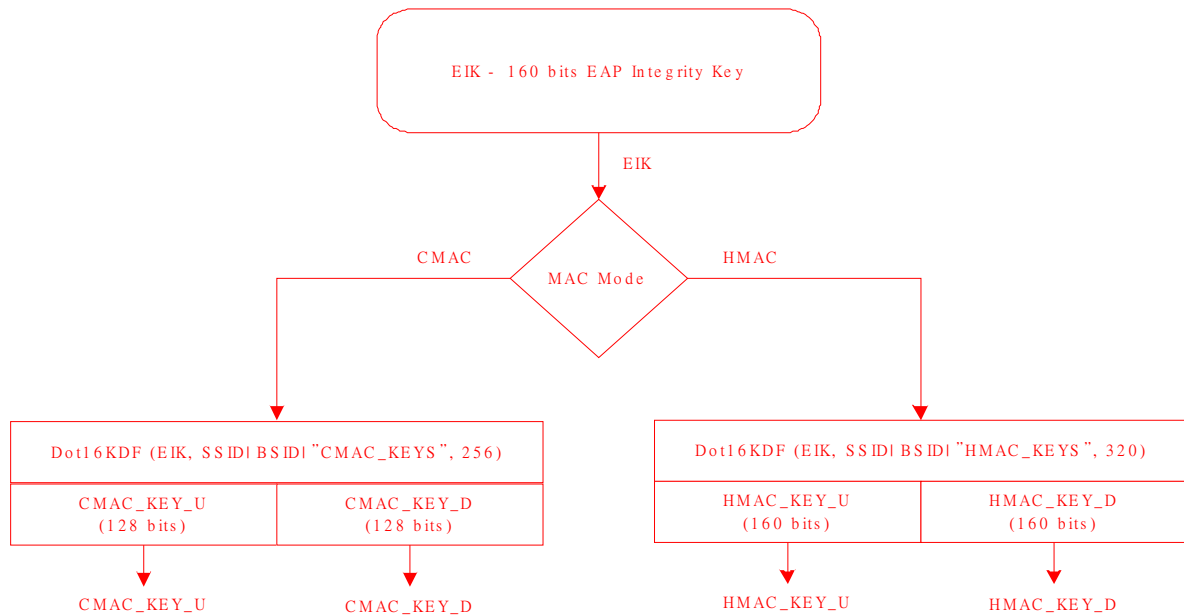 EIK - 160 bits EAP Integrity Key
EIK
CMAC
HMAC
MAC Mode
Dot16KDF (EIK, SSID| BSID| ”CMAC_KEYS”, 256)
Dot16KDF (EIK, SSID| BSID| ”HMAC_KEYS”, 320)
CMAC_KEY_U
(128 bits)
CMAC_KEY_D
(128 bits)
HMAC_KEY_U
(160 bits)
HMAC_KEY_D
(160 bits)
CMAC_KEY_U
CMAC_KEY_D
HMAC_KEY_U
HMAC_KEY_D